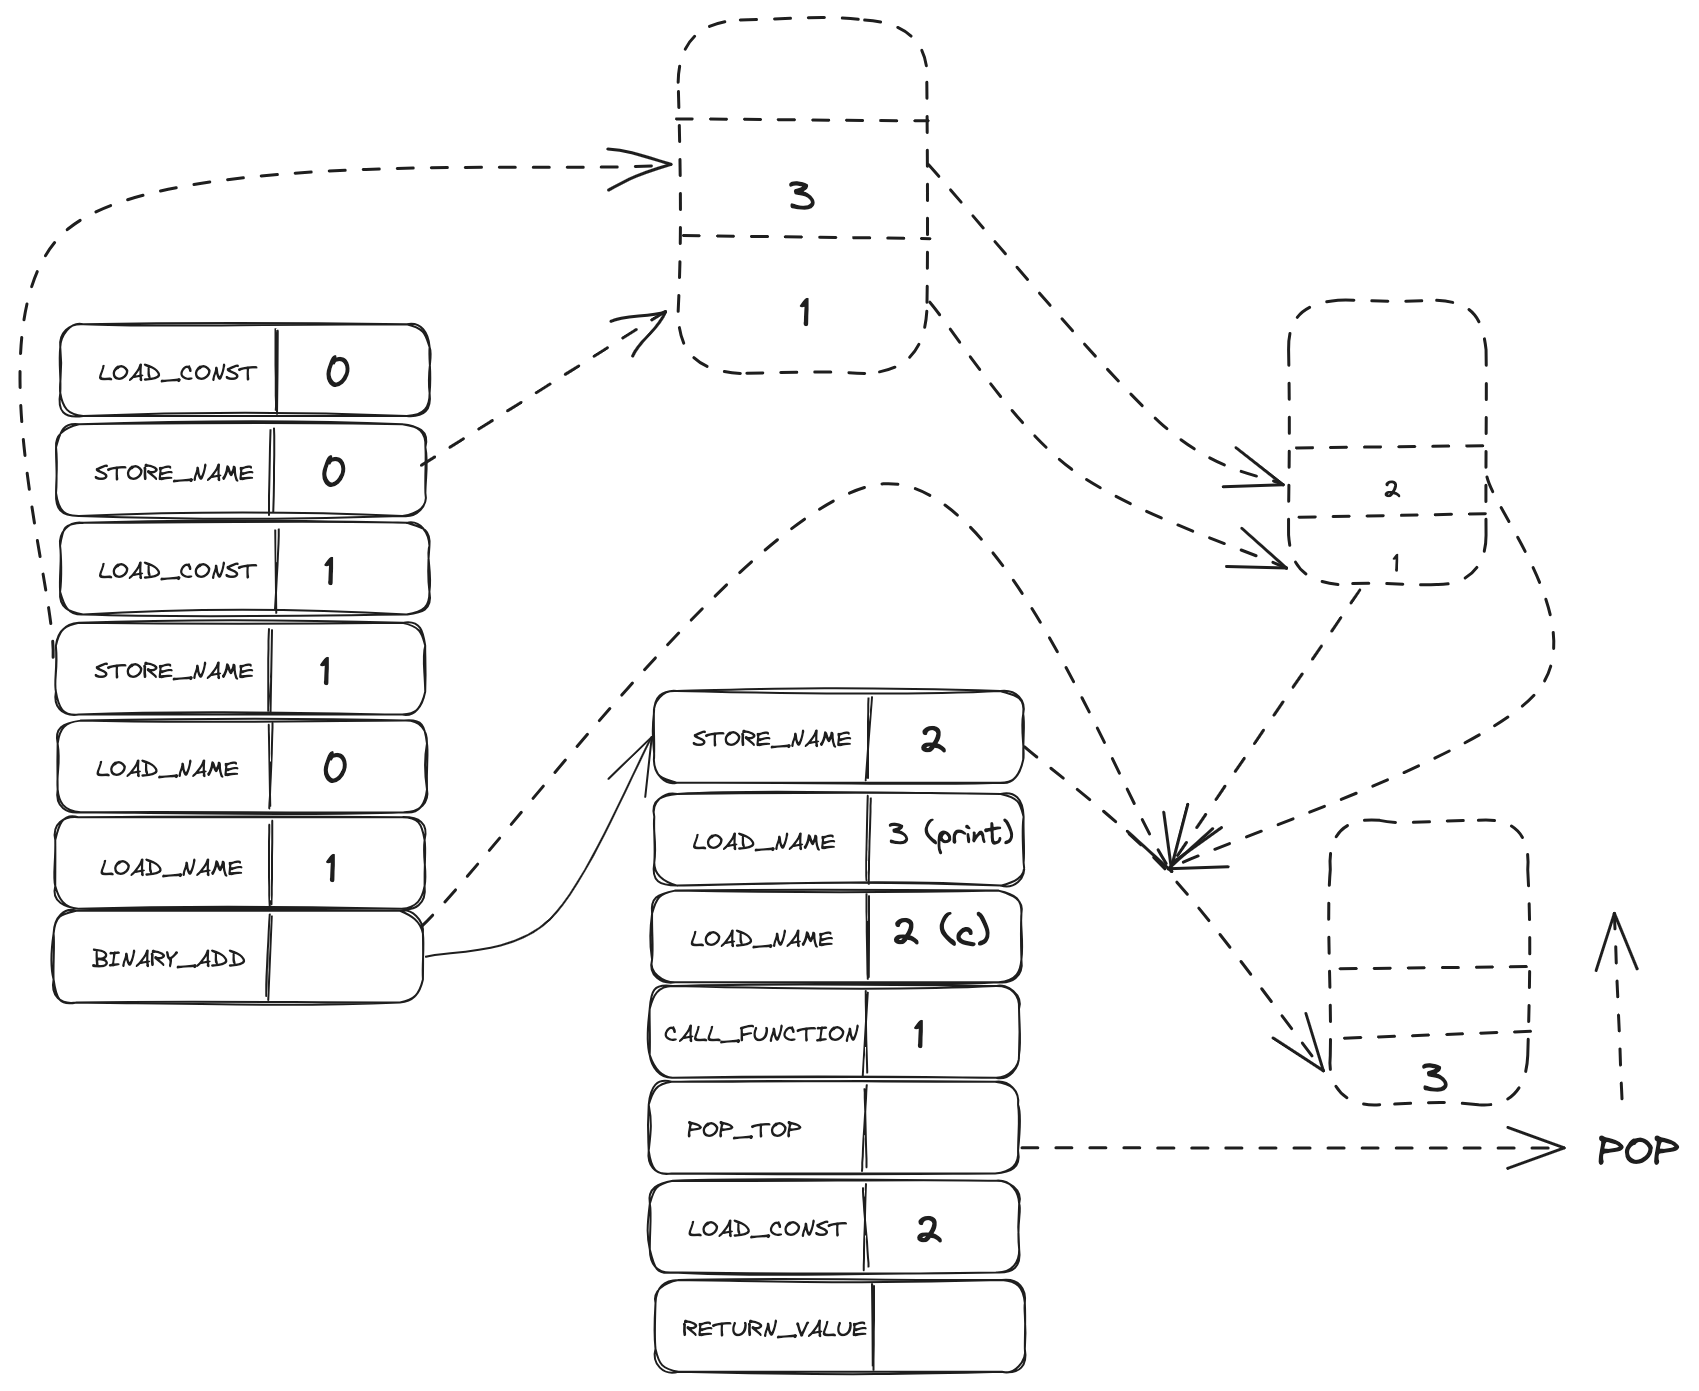 3
1
LOAD_CONST 0
STORE_NAME 0
LOAD_CONST 1
STORE_NAME 1
LOAD_NAME 0
LOAD_NAME 1
BINARY_ADD
2
1
STORE_NAME 2
LOAD_NAME 3 (print)
LOAD_NAME 2 (c)
CALL_FUNCTION 1
POP_TOP
LOAD_CONST 2
RETURN_VALUE
3
POP